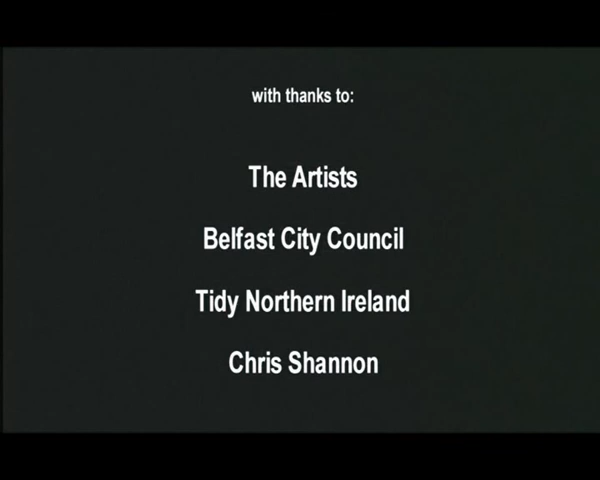 with thanks to:
The Artists
Belfast City Council
Tidy Northern Ireland
Chris Shannon